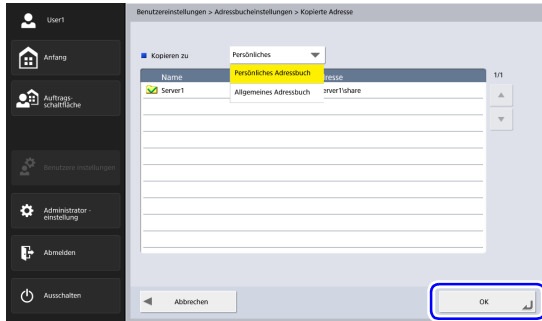 User1
Benutzereinstellungen > Adressbucheinstellungen > Kopierte Adresse
Anfang
Auftrags-
schaltfläche
Benutzere instellungen
Administrator -
einstellung
Abmelden
Ausschalten
Kopieren zu
Persönliches
Persönliches Adressbuch
Allgemeines Adressbuch
Name
resse
1/1
Server1
erver1\share
Abbrechen
OK